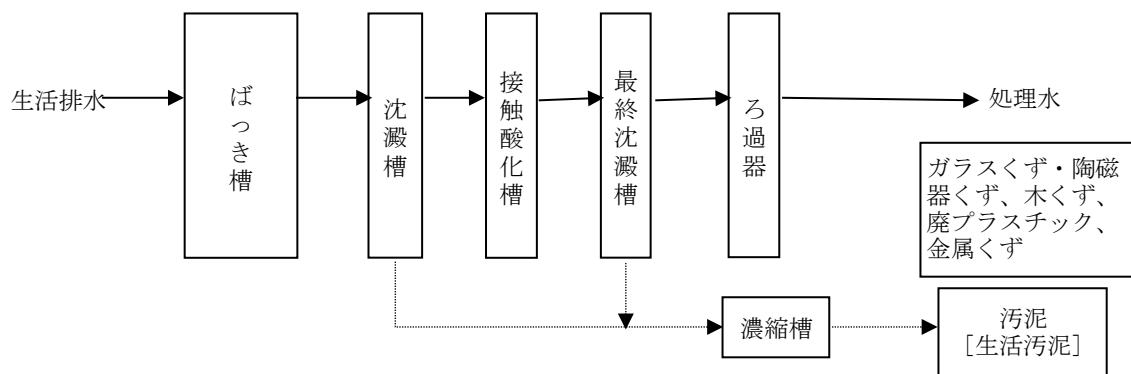 生活排水
ばっき槽
沈澱槽
接触酸化槽
最終沈澱槽
ろ過器
処理水
ガラスくず・陶磁
器くず、木くず、
廃プラスチック、
金属くず
濃縮槽
汚泥
［生活汚泥］